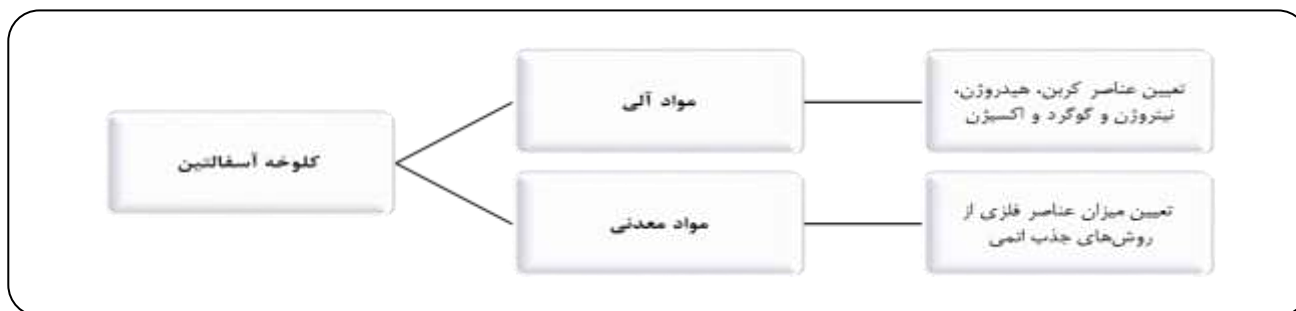 کلوخه آسفالتین
مواد آلی
تعیین عناصر کربن، هیدروژن،
نیتروژن و گوگرد و اکسیژن
مواد معدنی
تعیین میزان عناصر فلزی از
روش‌های جذب اتمی